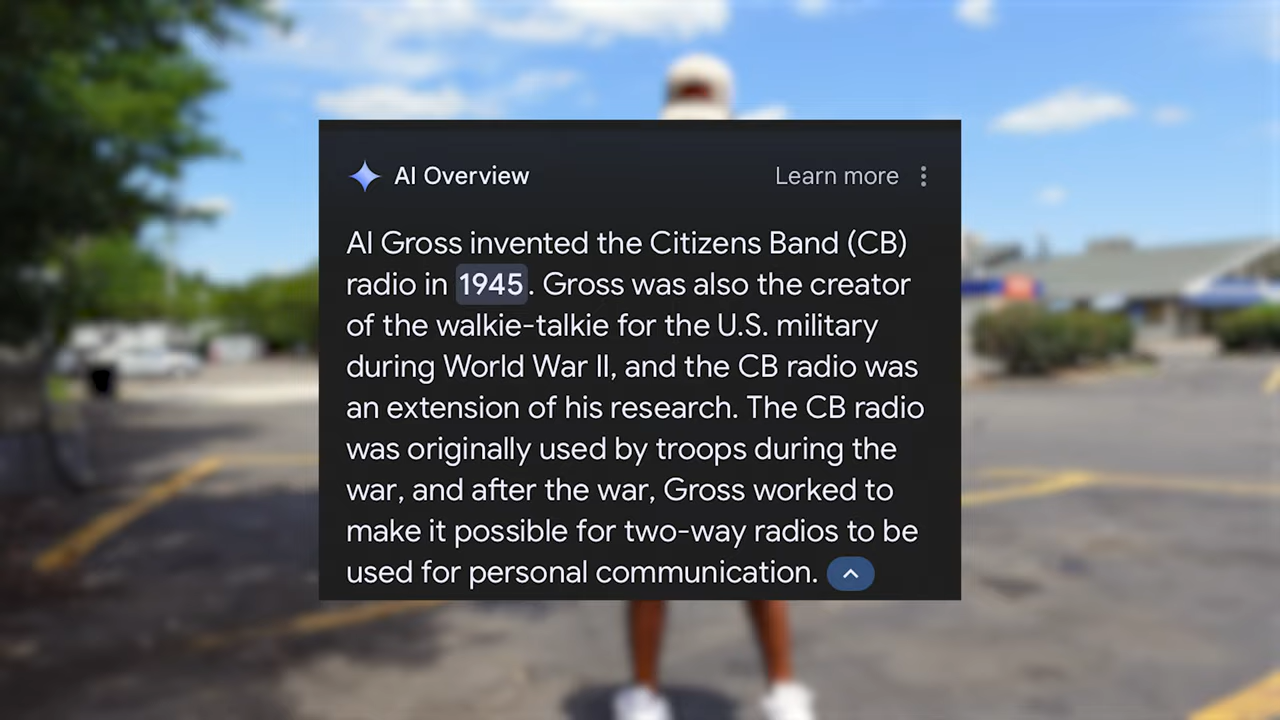 AI Overview
Learn more
Al Gross invented the Citizens Band (CB)
radio in 1945. Gross was also the creator
of the walkie-talkie for the U.S. military
during World War II, and the CB radio was
an extension of his research. The CB radio
was originally used by troops during the
war, and after the war, Gross worked to
make it possible for two-way radios to be
used for personal communication.